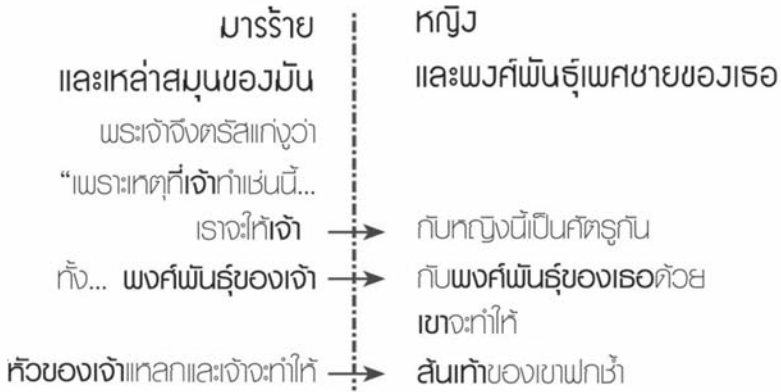 มารร้าย
และเหล่าสมุนของมัน
หญิง
และพงศ์พันธุ์เพศชายของเธอ
พระเจ้าจึงตรัสแก่งูว่า
“เพราะเหตุที่เจ้าทำเช่นนี้...
เราจะให้เจ้า กับหญิงนี้เป็นศัตรูกัน
ทั้ง... พงศ์พันธุ์ของเจ้า กับพงศ์พันธุ์ของเธอด้วย
เขาจะทำให้
หัวของเจ้าแหลกและเจ้าจะทำให้ ส้นเท้าของเขาฟกช้ำ